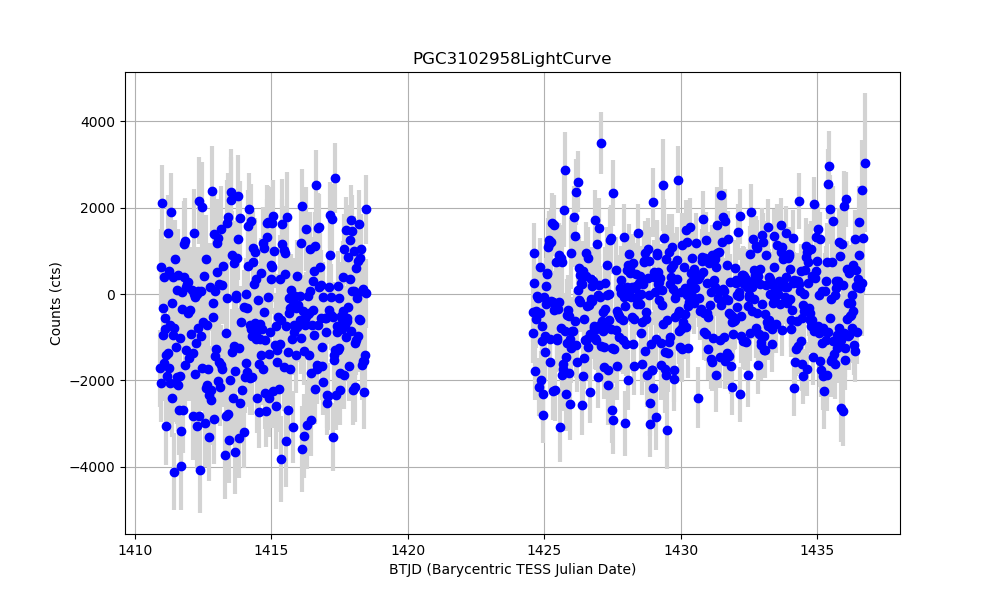 PGC3102958LightCurve
4000
2000
0
−2000
−4000
Counts (cts)
1410 1415 1420 1425 1430 1435
BTJD (Barycentric TESS Julian Date)